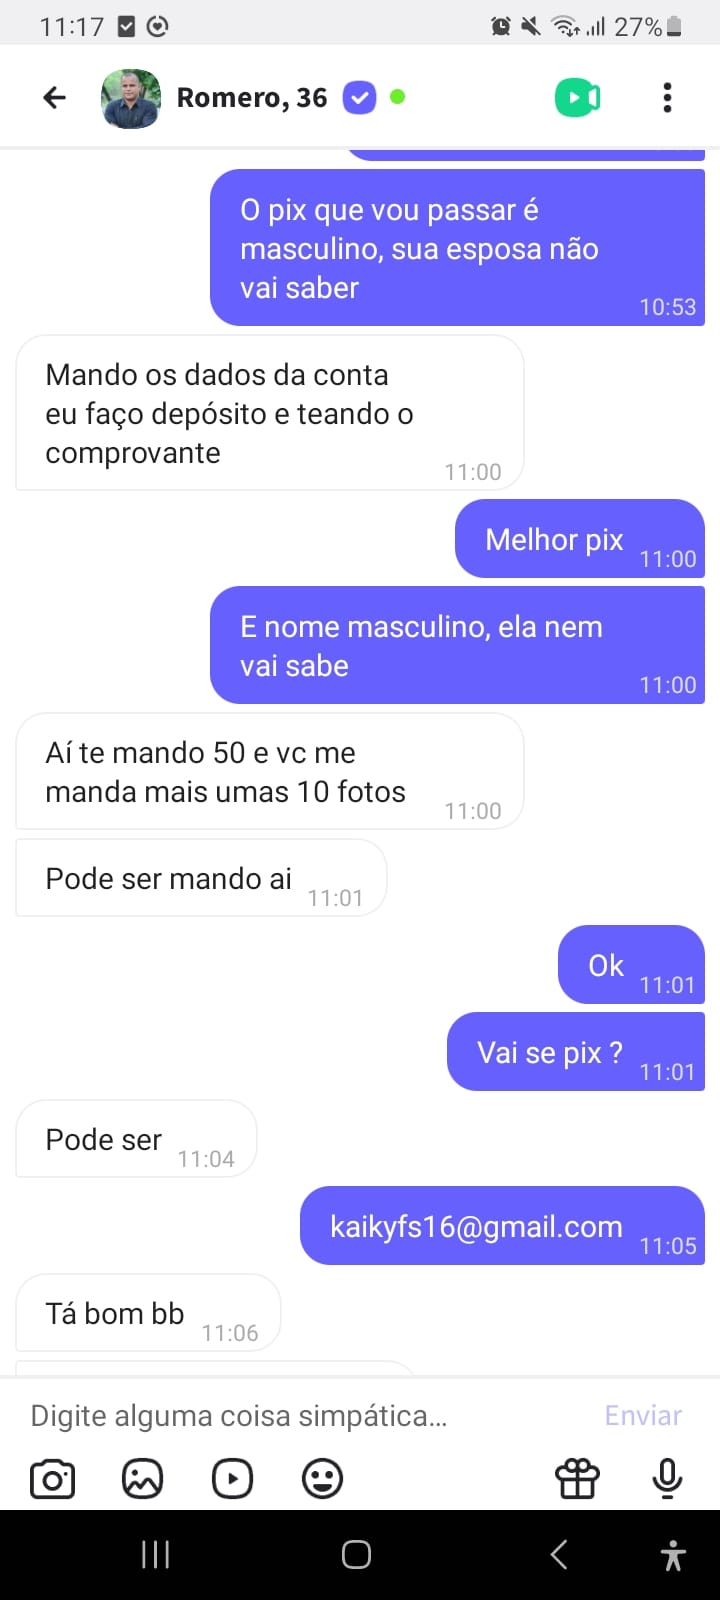 11:17
27%
Romero, 36
O pix que vou passar é
masculino, sua esposa não
vai saber
10:53
Mando os dados da conta
eu faço depósito e teando o
comprovante
11:00
Melhor pix
11:00
E nome masculino, ela nem
vai sabe
11:00
Aí te mando 50 e vc me
manda mais umas 10 fotos
11:00
Pode ser mando ai
11:01
Ok
11:01
Vai se pix ?
11:01
Pode ser
11:04
kaikyfs16@gmail.com
11:05
Tá bom bb
11:06
Digite alguma coisa simpática...
Enviar